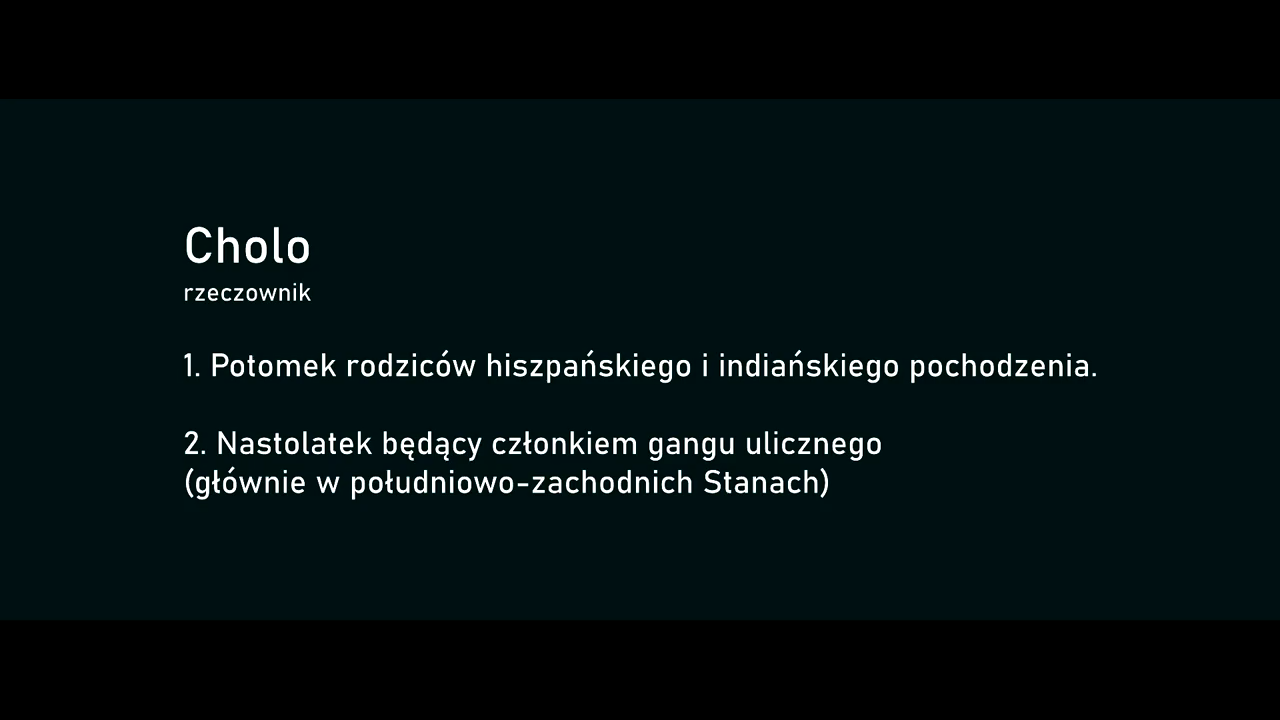 Cholo
rzeczownik
1. Potomek rodziców hiszpańskiego i indiańskiego pochodzenia.
2. Nastolatek będący członkiem gangu ulicznego
(głównie w południowo-zachodnich Stanach)